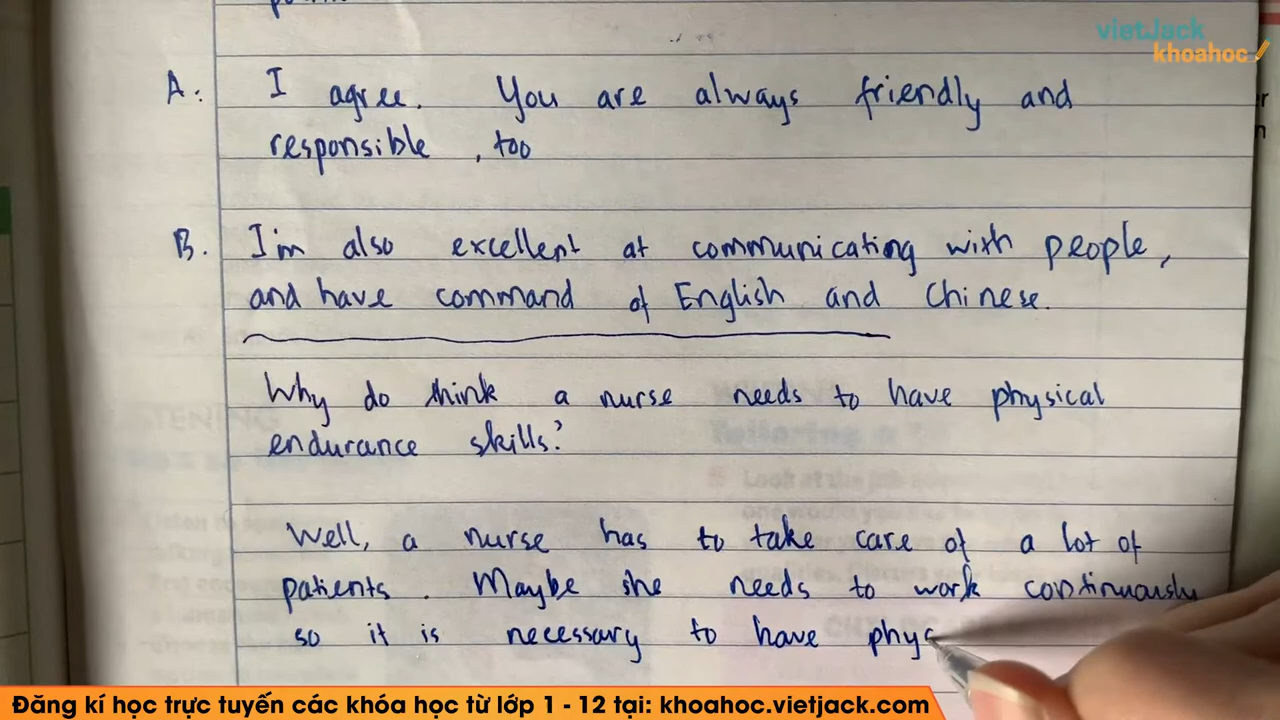 vietJack
khoahoc
A: I agree. You are always friendly and
responsible , too
B. I'm also excellent at communicating with people,
and have command of English and Chinese.
Why do think a nurse needs to have physical
endurance skills?
Well, a nurse has to take care of a lot of
patients. Maybe she needs to work continuously
so it is necessary to have phys
Đăng kí học trực tuyến các khóa học từ lớp 1 - 12 tại: khoahoc.vietjack.com